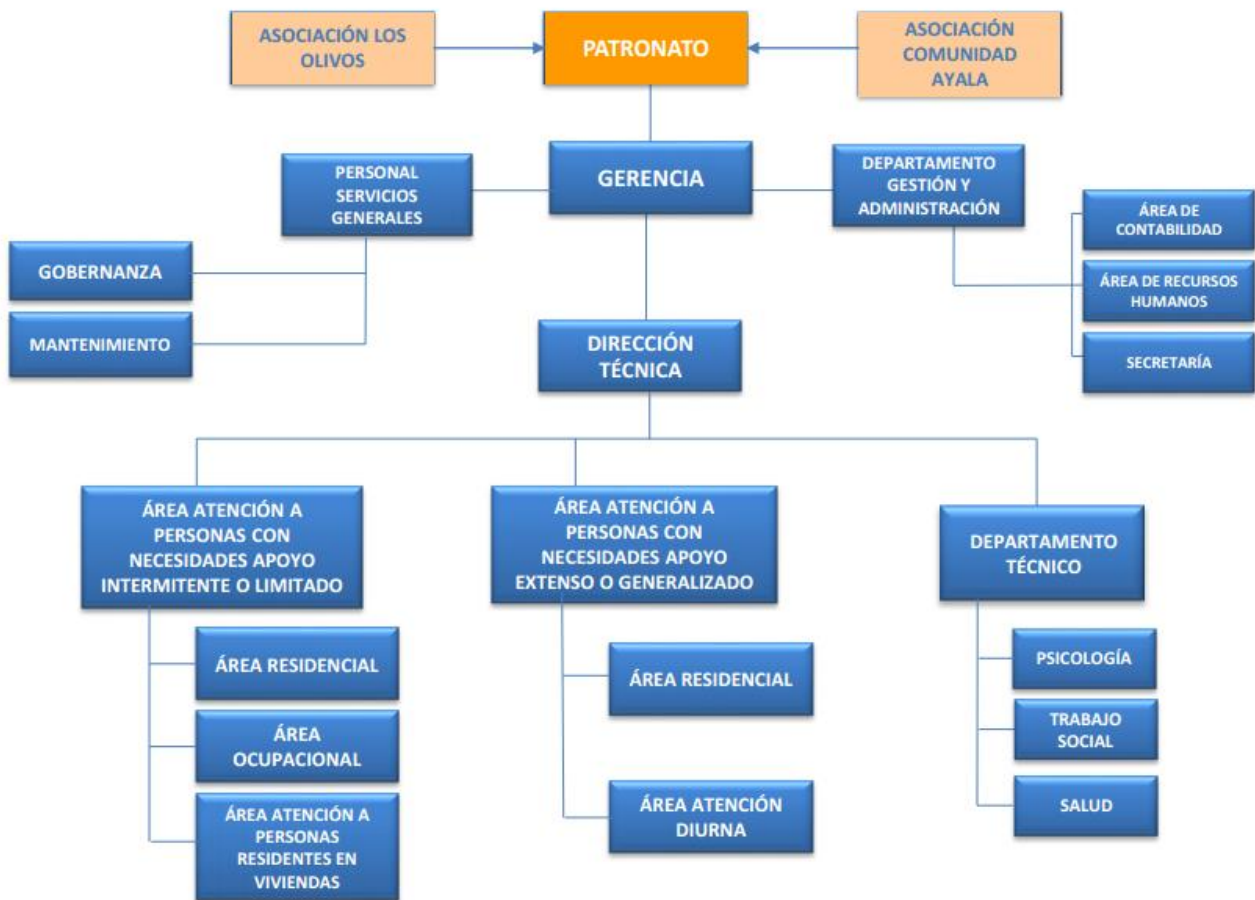 ASOCIACIÓN LOS
OLIVOS
PATRONATO
ASOCIACIÓN
COMUNIDAD
AYALA
PERSONAL
SERVICIOS
GENERALES
GERENCIA
DEPARTAMENTO
GESTIÓN Y
ADMINISTRACIÓN
GOBERNANZA
MANTENIMIENTO
ÁREA DE
CONTABILIDAD
ÁREA DE RECURSOS
HUMANOS
SECRETARÍA
DIRECCIÓN
TÉCNICA
ÁREA ATENCIÓN A
PERSONAS CON
NECESIDADES APOYO
INTERMITENTE O LIMITADO
ÁREA RESIDENCIAL
ÁREA
OCUPACIONAL
ÁREA ATENCIÓN A
PERSONAS
RESIDENTES EN
VIVIENDAS
ÁREA ATENCIÓN A
PERSONAS CON
NECESIDADES APOYO
EXTENSO O GENERALIZADO
ÁREA RESIDENCIAL
ÁREA ATENCIÓN
DIURNA
DEPARTAMENTO
TÉCNICO
PSICOLOGÍA
TRABAJO
SOCIAL
SALUD